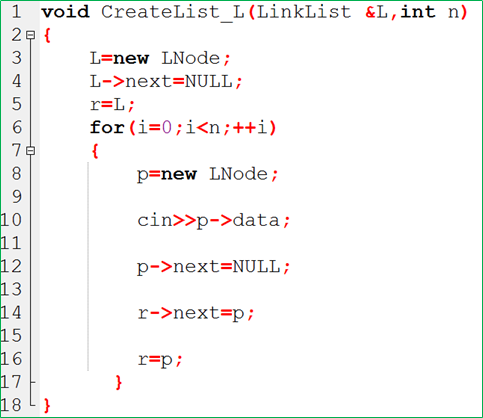 1 void CreateList_L(LinkList &L,int n)
2 {
3 L=new LNode;
4 L->next=NULL;
5 r=L;
6 for(i=0;i<n;++i)
7 {
8 p=new LNode;
9
10 cin>>p->data;
11
12 p->next=NULL;
13
14 r->next=p;
15
16 r=p;
17 }
18 }